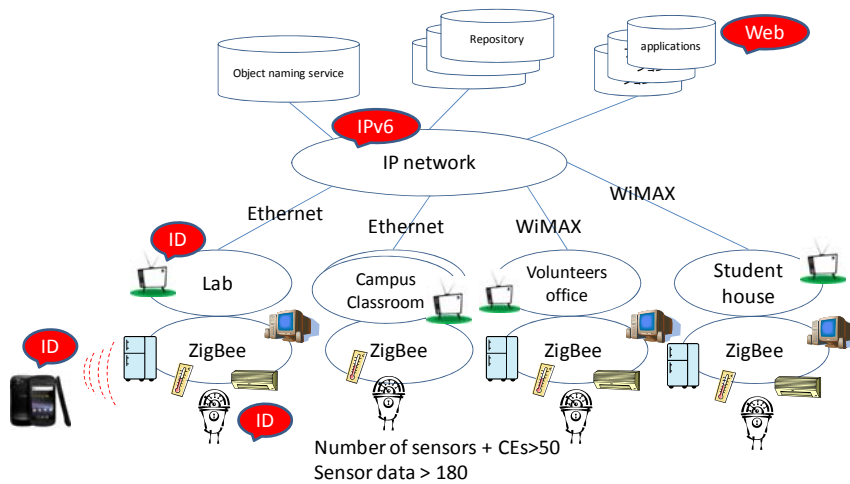 Web
Repository
applications
Object naming service
IPv6
IP network
WiMAX
Ethernet
Ethernet
WiMAX
ID
Lab
Campus
Classroom
Volunteers
office
Student
house
ID
ZigBee
ZigBee
ZigBee
ZigBee
ID
Number of sensors + CEs>50
Sensor data > 180